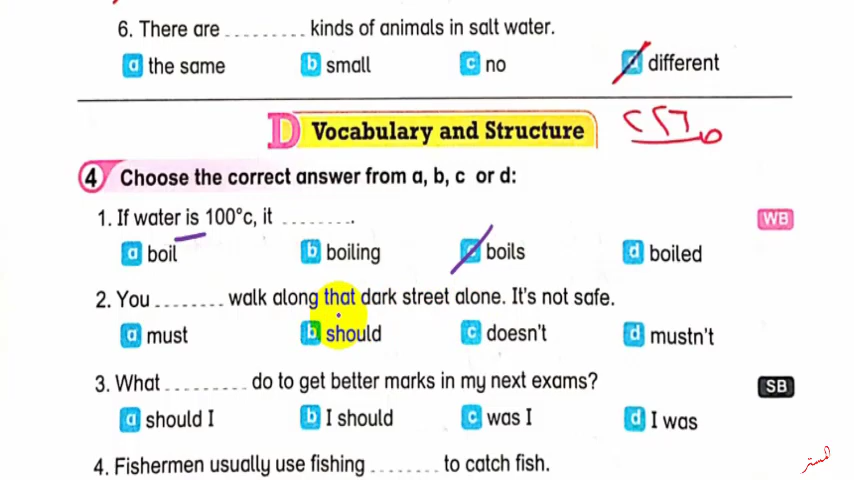 6. There are ......... kinds of animals in salt water.
a the same b small c no d different
D Vocabulary and Structure
4 Choose the correct answer from a, b, c or d:
1. If water is 100°c, it ......... . WB
a boil b boiling c boils d boiled
2. You ........ walk along that dark street alone. It's not safe.
a must b should c doesn't d mustn't
3. What ......... do to get better marks in my next exams? SB
a should I b I should c was I d I was
4. Fishermen usually use fishing ........ to catch fish.
المستر